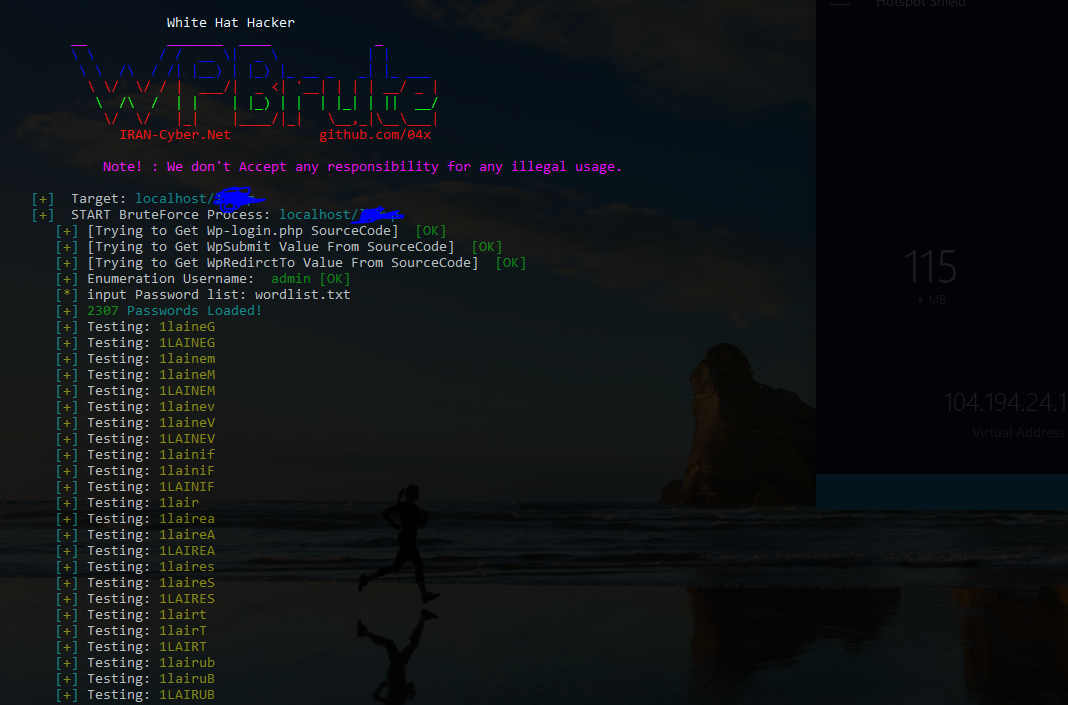 White Hat Hacker
WPBrute
IRAN-Cyber.Net github.com/04x
Note! : We don't Accept any responsibility for any illegal usage.
[+] Target: localhost/
[+] START BruteForce Process: localhost/
[+] [Trying to Get Wp-login.php SourceCode] [OK]
[+] [Trying to Get WpSubmit Value From SourceCode] [OK]
[+] [Trying to Get WpRedirctTo Value From SourceCode] [OK]
[+] Enumeration Username: admin [OK]
[*] input Password list: wordlist.txt
[+] 2307 Passwords Loaded!
[+] Testing: 1laineG
[+] Testing: 1LAINEG
[+] Testing: 1lainem
[+] Testing: 1laineM
[+] Testing: 1LAINEM
[+] Testing: 1lainev
[+] Testing: 1laineV
[+] Testing: 1LAINEV
[+] Testing: 1lainif
[+] Testing: 1lainiF
[+] Testing: 1LAINIF
[+] Testing: 1lair
[+] Testing: 1lairea
[+] Testing: 1laireA
[+] Testing: 1LAIREA
[+] Testing: 1laires
[+] Testing: 1laireS
[+] Testing: 1LAIRES
[+] Testing: 1lairt
[+] Testing: 1lairT
[+] Testing: 1LAIRT
[+] Testing: 1lairub
[+] Testing: 1lairuB
[+] Testing: 1LAIRUB
Hotspot Shield
115
MB
104.194.24.1
Virtual Address